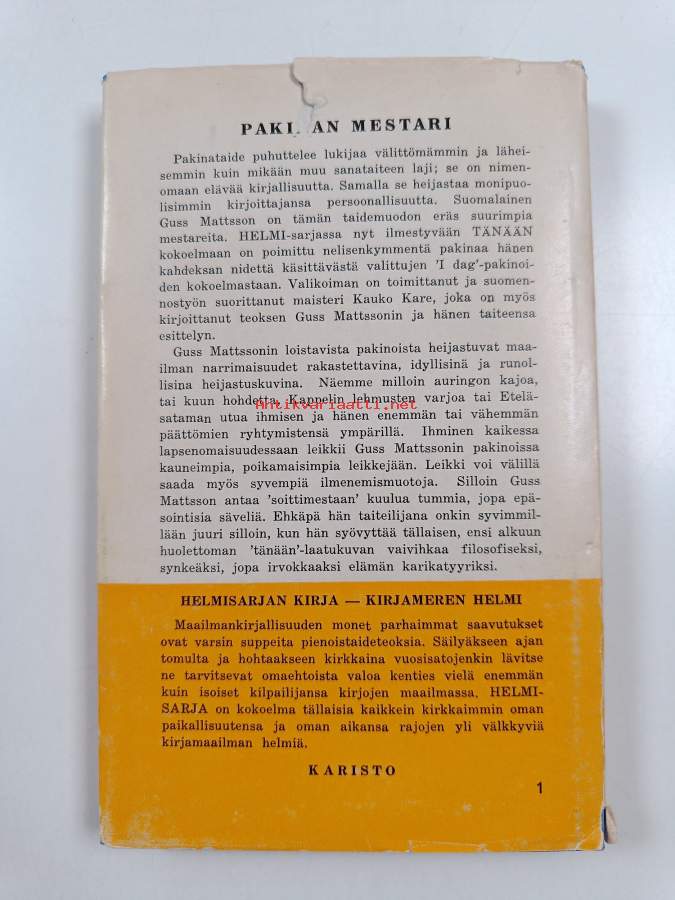 PAKI AN MESTARI
Pakinataide puhuttelee lukijaa välittömämmin ja lähei-
semmin kuin mikään muu sanataiteen laji; se on nimen-
omaan elävää kirjallisuutta. Samalla se heijastaa monipuo-
lisimmin kirjoittajansa persoonallisuutta. Suomalainen
Guss Mattsson on tämän taidemuodon eräs suurimpia
mestareita. HELMI-sarjassa nyt ilmestyvään TÄNÄÄN
kokoelmaan on poimittu nelisenkymmentä pakinaa hänen
kahdeksan nidettä käsittävästä valittujen 'I dag'-pakinoi-
den kokoelmastaan. Valikoiman on toimittanut ja suomen-
nostyön suorittanut maisteri Kauko Kare, joka on myös
kirjoittanut teoksen Guss Mattssonin ja hänen taiteensa
esittelyn.
Guss Mattssonin loistavista pakinoista heijastuvat maa-
ilman narrimaisuudet rakastettavina, idyllisinä ja runol-
lisina heijastuskuvina. Näemme milloin auringon kajoa,
tai kuun hohdetta, Kappelin lehmusten varjoa tai Etelä-
Antikvariaatti.net
sataman utua ihmisen ja hänen enemmän tai vähemmän
päättömien ryhtymistensä ympärillä. Ihminen kaikessa
lapsenomaisuudessaan leikkii Guss Mattssonin pakinoissa
kauneimpia, poikamaisimpia leikkejään. Leikki voi välillä
saada myös syvempiä ilmenemismuotoja. Silloin Guss
Mattsson antaa 'soittimestaan' kuulua tummia, jopa epä-
sointisia säveliä. Ehkäpä hän taiteilijana onkin syvimmil-
lään juuri silloin, kun hän syövyttää tällaisen, ensi alkuun
huolettoman 'tänään'-laatukuvan vaivihkaa filosofiseksi,
synkeäksi, jopa irvokkaaksi elämän karikatyyriksi.
HELMISARJAN KIRJA — KIRJAMEREN HELMI
Maailmankirjallisuuden monet parhaimmat saavutukset
ovat varsin suppeita pienoistaideteoksia. Säilyäkseen ajan
tomulta ja hohtaakseen kirkkaina vuosisatojenkin lävitse
ne tarvitsevat omaehtoista valoa kenties vielä enemmän
kuin isoiset kilpailijansa kirjojen maailmassa. HELMI-
SARJA on kokoelma tällaisia kaikkein kirkkaimmin oman
paikallisuutensa ja oman aikansa rajojen yli välkkyviä
kirjamaailman helmiä.
KARISTO
1